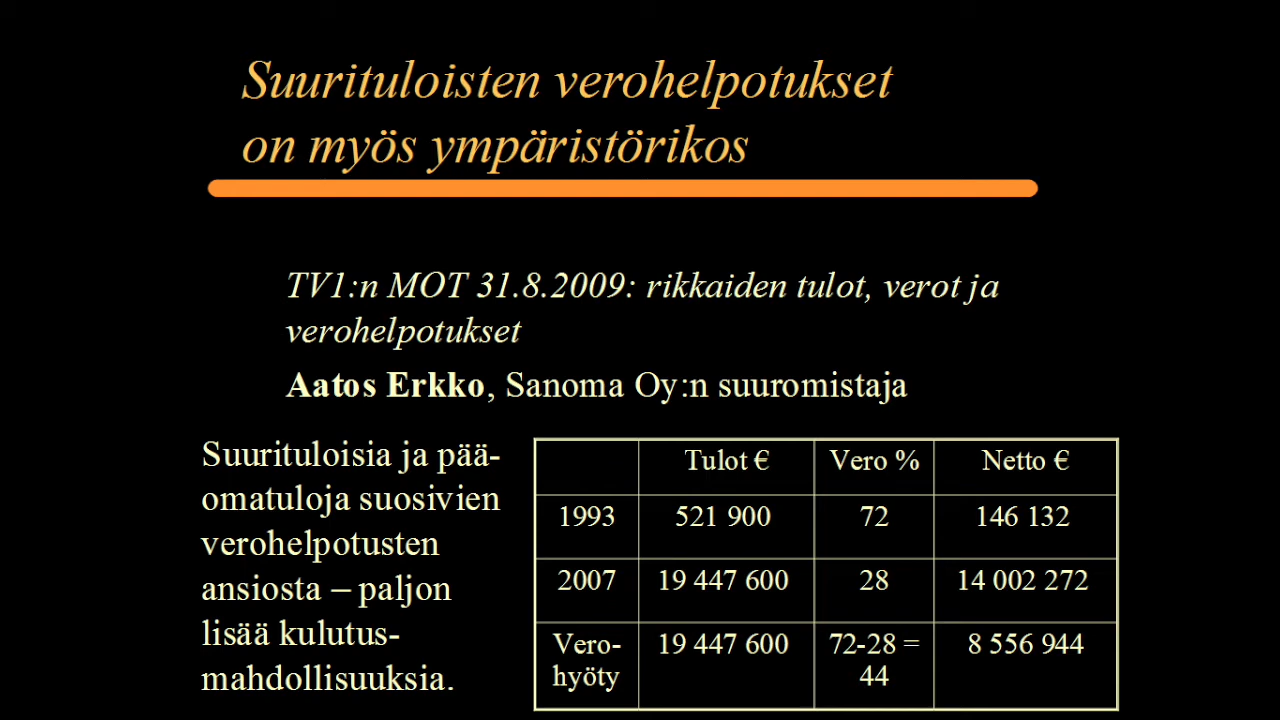 Suurituloisten verohelpotukset
on myös ympäristörikos
TV1:n MOT 31.8.2009: rikkaiden tulot, verot ja
verohelpotukset
Aatos Erkko, Sanoma Oy:n suuromistaja
Suurituloisia ja pää-
omatuloja suosivien
verohelpotusten
ansiosta – paljon
lisää kulutus-
mahdollisuuksia.
Tulot € Vero % Netto €
1993 521 900 72 146 132
2007 19 447 600 28 14 002 272
Vero- 19 447 600 72-28 = 8 556 944
hyöty 44